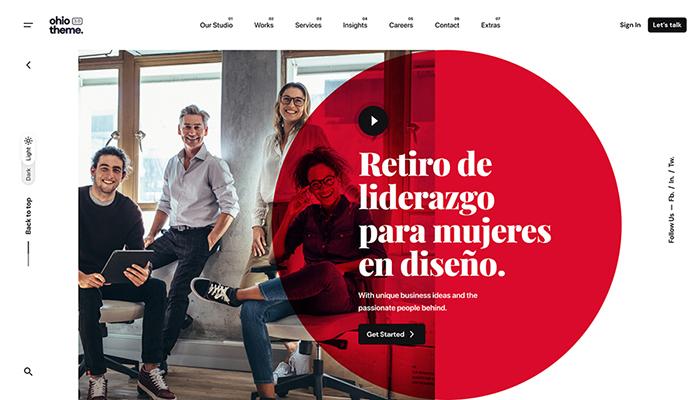 ohio 3.0
theme.
01 02 03 04 05 06 07
Our Studio Works Services Insights Careers Contact Extras
Sign In Let's talk
Light
Dark
Back to top
Retiro de
liderazgo
para mujeres
en diseño.
With unique business ideas and the
passionate people behind.
Get Started
Follow Us — Fb. / In. / Tw.